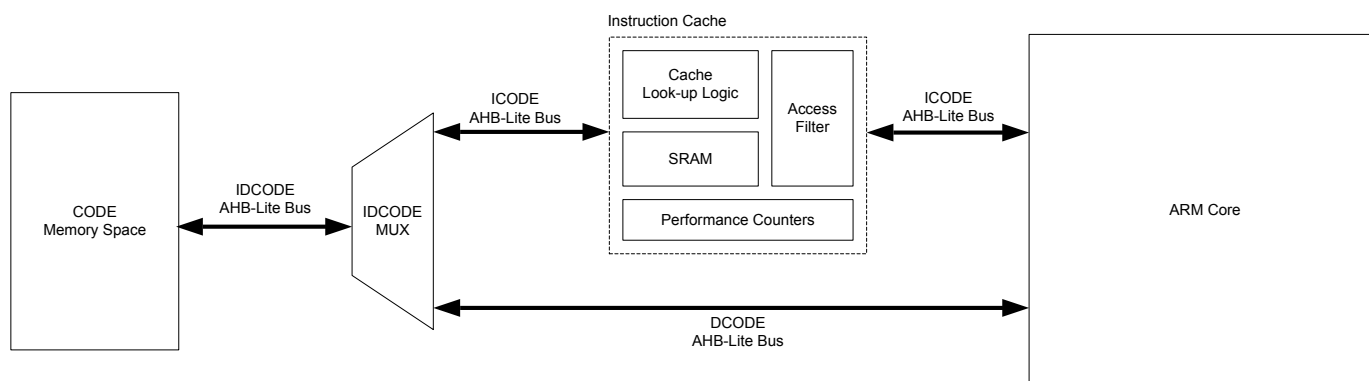 Instruction Cache
Cache
Look-up Logic
Access
Filter
SRAM
Performance Counters
ICODE
AHB-Lite Bus
ICODE
AHB-Lite Bus
IDCODE
AHB-Lite Bus
CODE
Memory Space
IDCODE
MUX
ARM Core
DCODE
AHB-Lite Bus